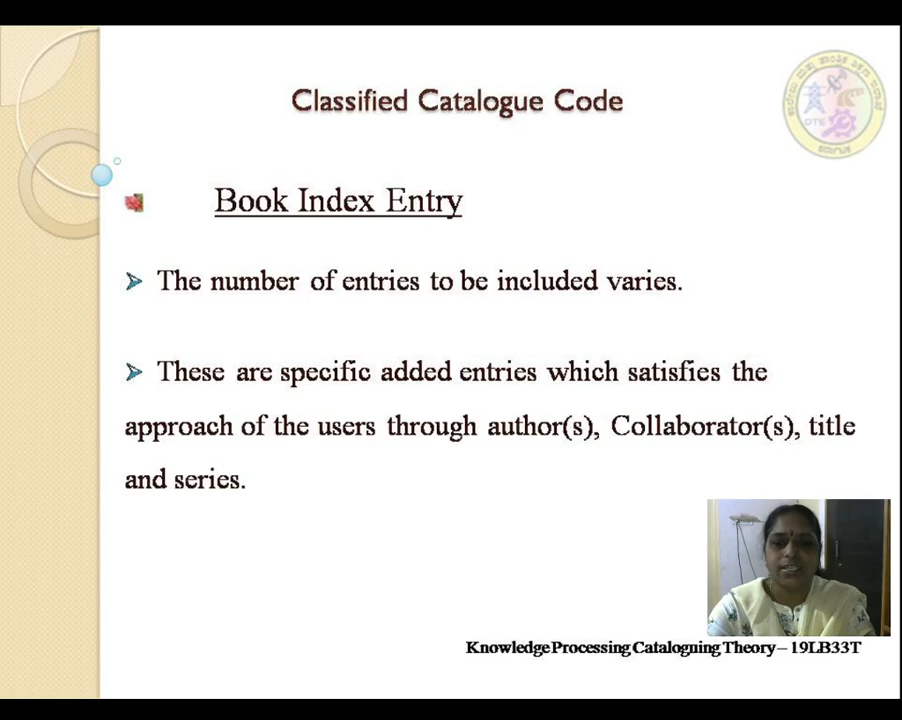 Classified Catalogue Code
DTE
Book Index Entry
The number of entries to be included varies.
These are specific added entries which satisfies the
approach of the users through author(s), Collaborator(s), title
and series.
Knowledge Processing Cataloguing Theory – 19LB33T